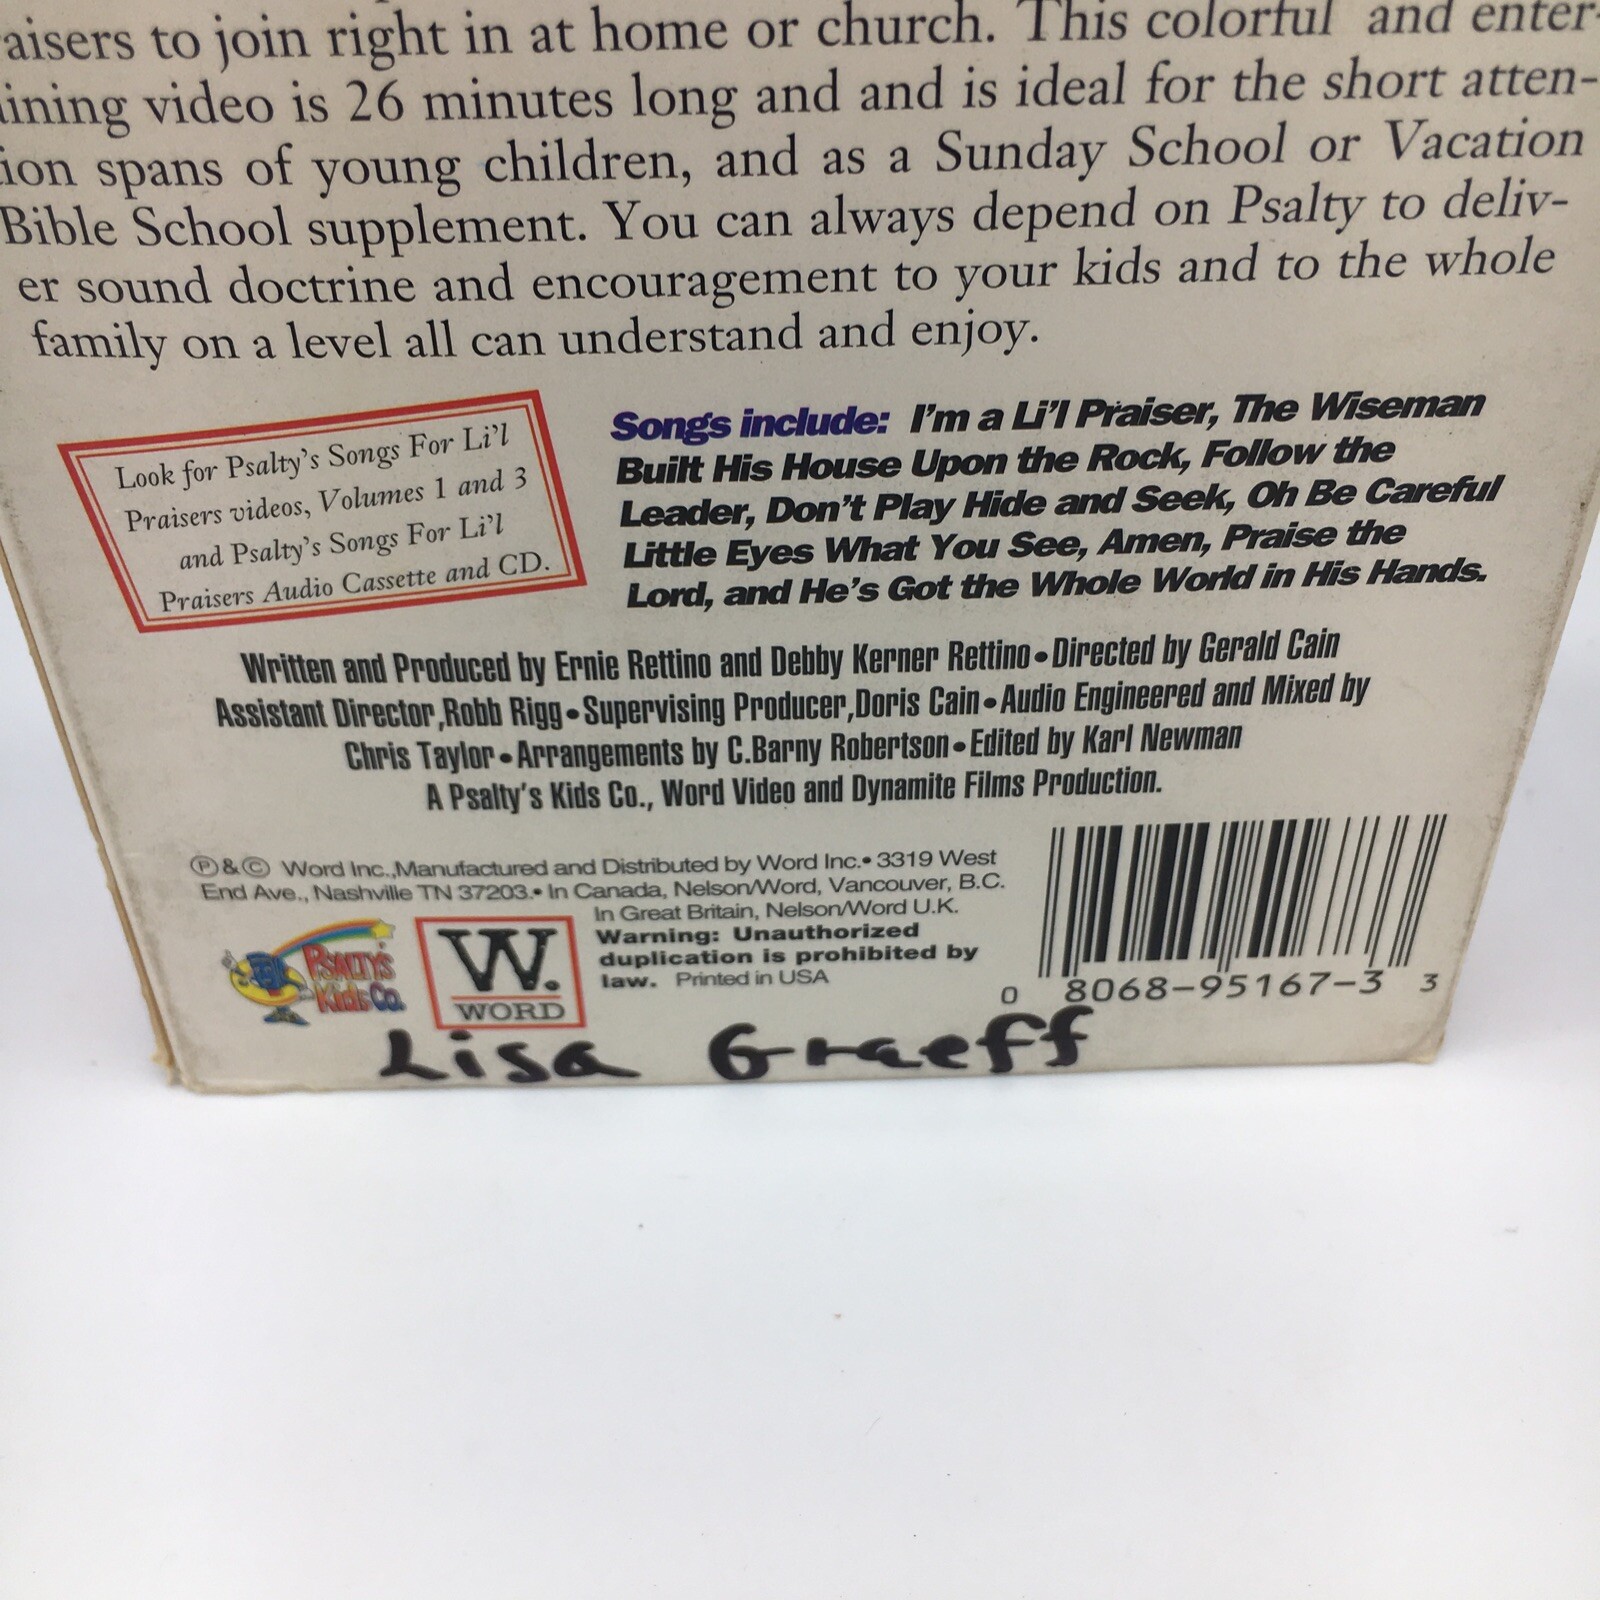 to join right in at home or church. This colorful and enter-
video is 26 minutes long and and is ideal for the short atten-
spans of young children, and as a Sunday School or Vacation
Bible School supplement. You can always depend on Psalty to deliv-
er sound doctrine and encouragement to your kids and to the whole
family on a level all can understand and enjoy.
Look for Psalty's Songs For Li'l
Praisers videos, Volumes 1 and 3
and Psalty's Songs For Li'l
Praisers Audio Cassette and CD.
Songs include: I'm a Li'l Praiser, The Wiseman
Built His House Upon the Rock, Follow the
Leader, Don't Play Hide and Seek, Oh Be Careful
Little Eyes What You See, Amen, Praise the
Lord, and He's Got the Whole World in His Hands.
Written and Produced by Ernie Rettino and Debby Kerner Rettino • Directed by Gerald Cain
Assistant Director, Robb Rigg • Supervising Producer, Doris Cain • Audio Engineered and Mixed by
Chris Taylor • Arrangements by C.Barny Robertson • Edited by Karl Newman
A Psalty's Kids Co., Word Video and Dynamite Films Production.
Ⓟ & © Word Inc., Manufactured and Distributed by Word Inc. • 3319 West
End Ave., Nashville TN 37203. • In Canada, Nelson/Word, Vancouver, B.C.
In Great Britain, Nelson/Word U.K.
Warning: Unauthorized
duplication is prohibited by
law. Printed in USA
PSALTY'S
Kids Co.
W.
WORD
0 8068-95167-3 3
Lisa Graeff